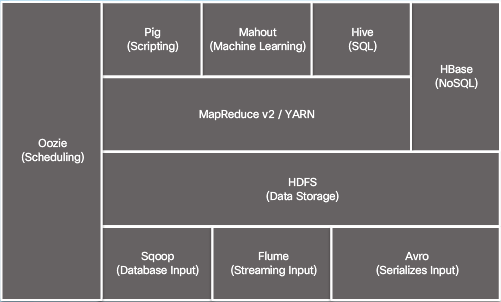 Pig
(Scripting)
Mahout
(Machine Learning)
Hive
(SQL)
HBase
(NoSQL)
MapReduce v2 / YARN
Oozie
(Scheduling)
HDFS
(Data Storage)
Sqoop
(Database Input)
Flume
(Streaming Input)
Avro
(Serializes Input)